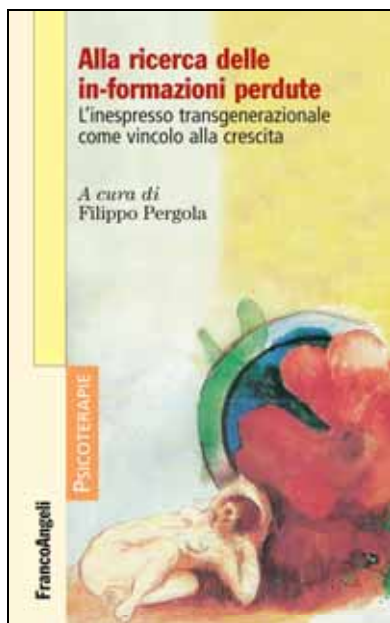 Alla ricerca delle
in-formazioni perdute
L'inespresso transgenerazionale
come vincolo alla crescita
A cura di
Filippo Pergola
PSICOTERAPIE
FrancoAngeli